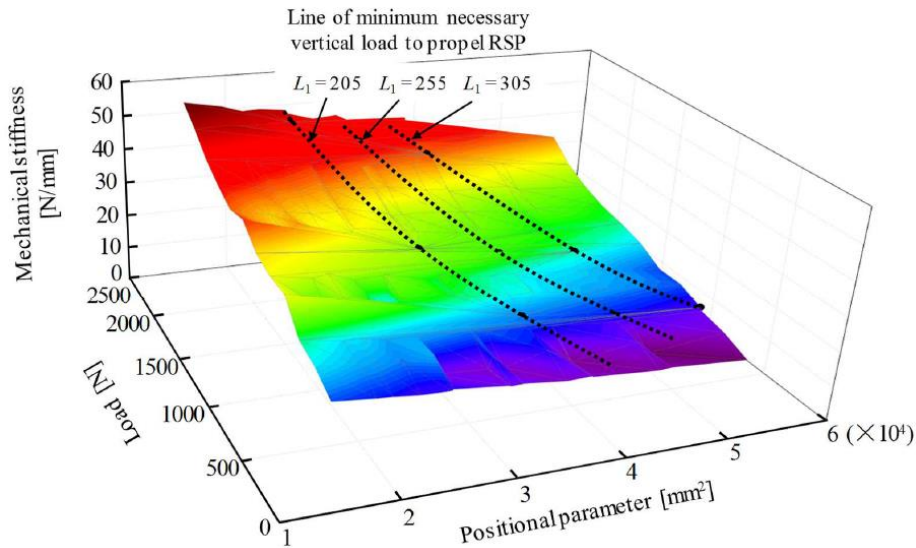 Line of minimum necessary
vertical load to propel RSP
L₁ = 205 L₁ = 255 L₁ = 305
Mechanical stiffness
[N/mm]
60
50
40
30
20
10
0
2500
2000
1500
1000
500
0
Load [N]
1
2
3
4
5
6 (×10⁴)
Positional parameter [mm²]